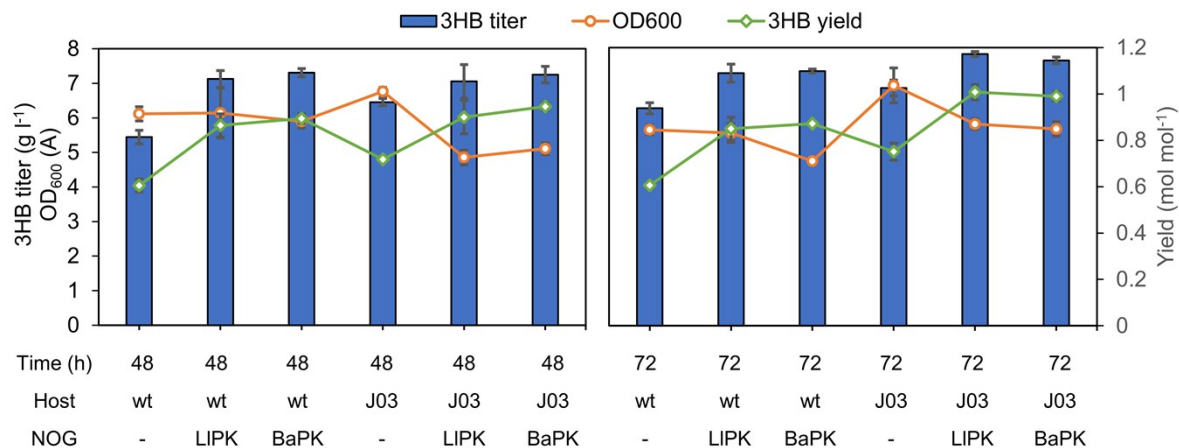 3HB titer OD600 3HB yield
3HB titer (g l-1)
OD600 (A)
8
7
6
5
4
3
2
1
0
1.2
1
0.8
0.6
0.4
0.2
0
Yield (mol mol-1)
Time (h) 48 48 48 48 48 48 72 72 72 72 72 72
Host wt wt wt J03 J03 J03 wt wt wt J03 J03 J03
NOG - LlPK BaPK - LlPK BaPK - LlPK BaPK - LlPK BaPK